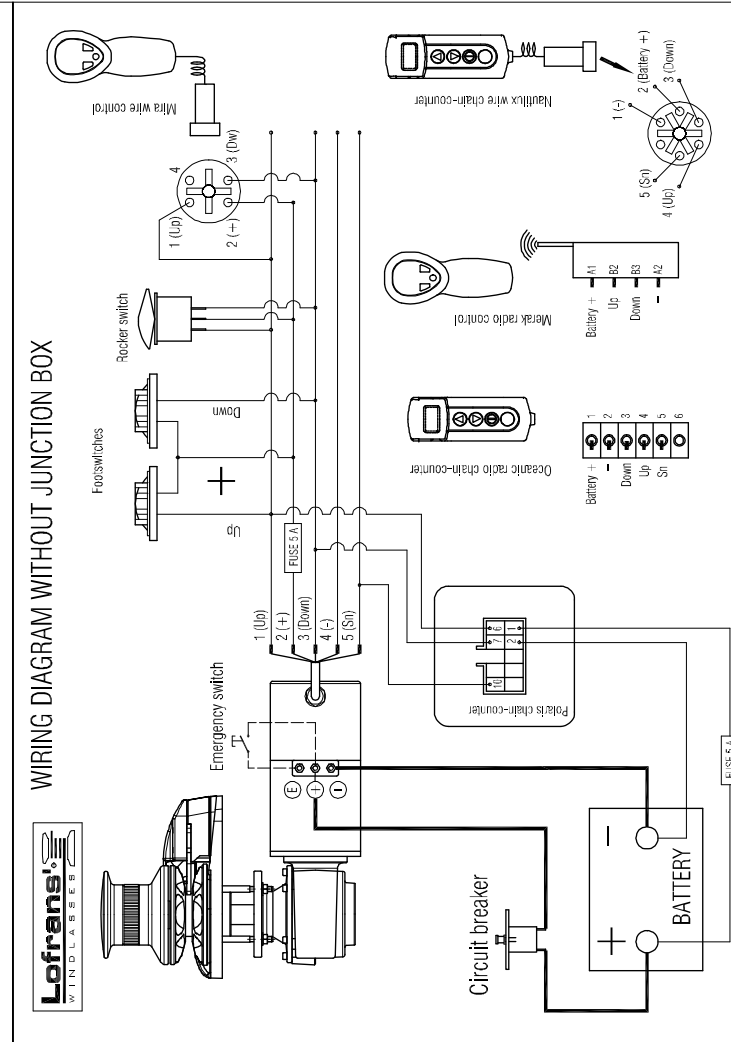 WIRING DIAGRAM WITHOUT JUNCTION BOX
Lofrans'®
WINDLASSES
Mira wire control
Nautilux wire chain-counter
1 (-)
2 (Battery +)
3 (Down)
5 (Sn)
4 (Up)
1 (Up)
4
2 (+)
3 (Dw)
Rocker switch
Merak radio control
A1
B2
B3
A2
Battery +
Up
Down
-
Footswitches
Down
+
Up
Oceanic radio chain-counter
1
2
3
4
5
6
Battery +
-
Down
Up
Sn
FUSE 5 A
1 (Up)
2 (+)
3 (Down)
4 (-)
5 (Sn)
Emergency switch
E
+
-
6
1
7
2
10
Polaris chain-counter
FUSE 5 A
Circuit breaker
+
-
BATTERY